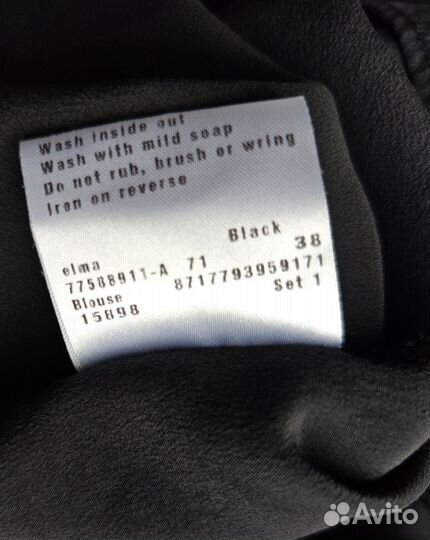 Wash inside out
Wash with mild soap
Do not rub, brush or wring
Iron on reverse
Black
elma 71 38
77588911-A 8717793959171
Blouse Set 1
15898
Avito